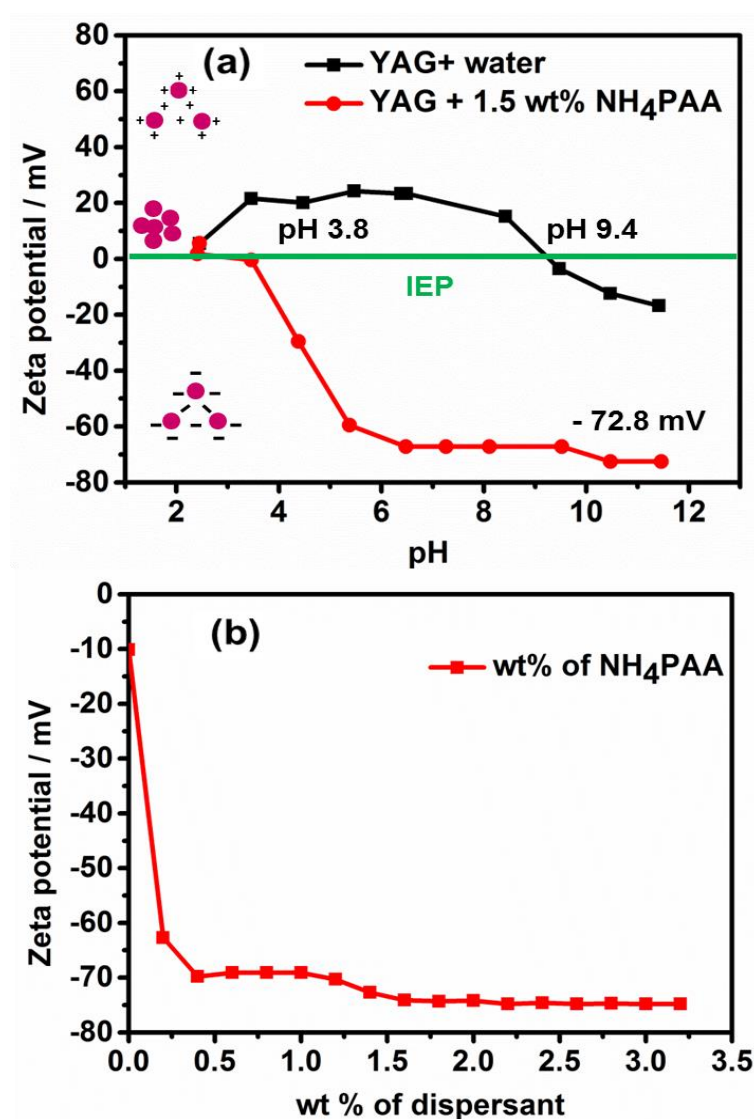 (a)
YAG+ water
YAG + 1.5 wt% NH₄PAA
pH 3.8
pH 9.4
IEP
- 72.8 mV
Zeta potential / mV
80
60
40
20
0
-20
-40
-60
-80
2
4
6
8
10
12
pH
(b)
wt% of NH₄PAA
Zeta potential / mV
0
-10
-20
-30
-40
-50
-60
-70
-80
0.0
0.5
1.0
1.5
2.0
2.5
3.0
3.5
wt % of dispersant